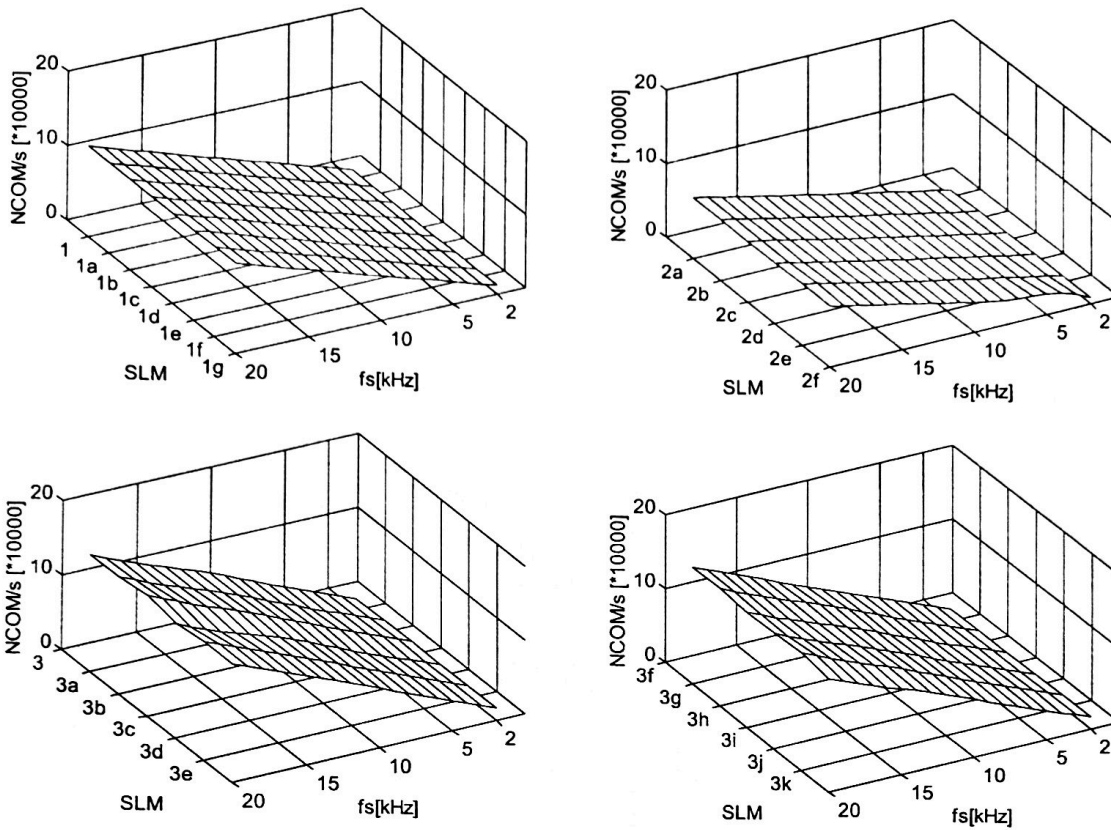 NCOM/s [*10000]
20
10
0
1
1a
1b
1c
1d
1e
1f
1g
SLM
20
15
10
5
2
fs[kHz]
NCOM/s [*10000]
20
10
0
2a
2b
2c
2d
2e
2f
SLM
20
15
10
5
2
fs[kHz]
NCOM/s [*10000]
20
10
0
3
3a
3b
3c
3d
3e
SLM
20
15
10
5
2
fs[kHz]
NCOM/s [*10000]
20
10
0
3f
3g
3h
3i
3j
3k
SLM
20
15
10
5
2
fs[kHz]